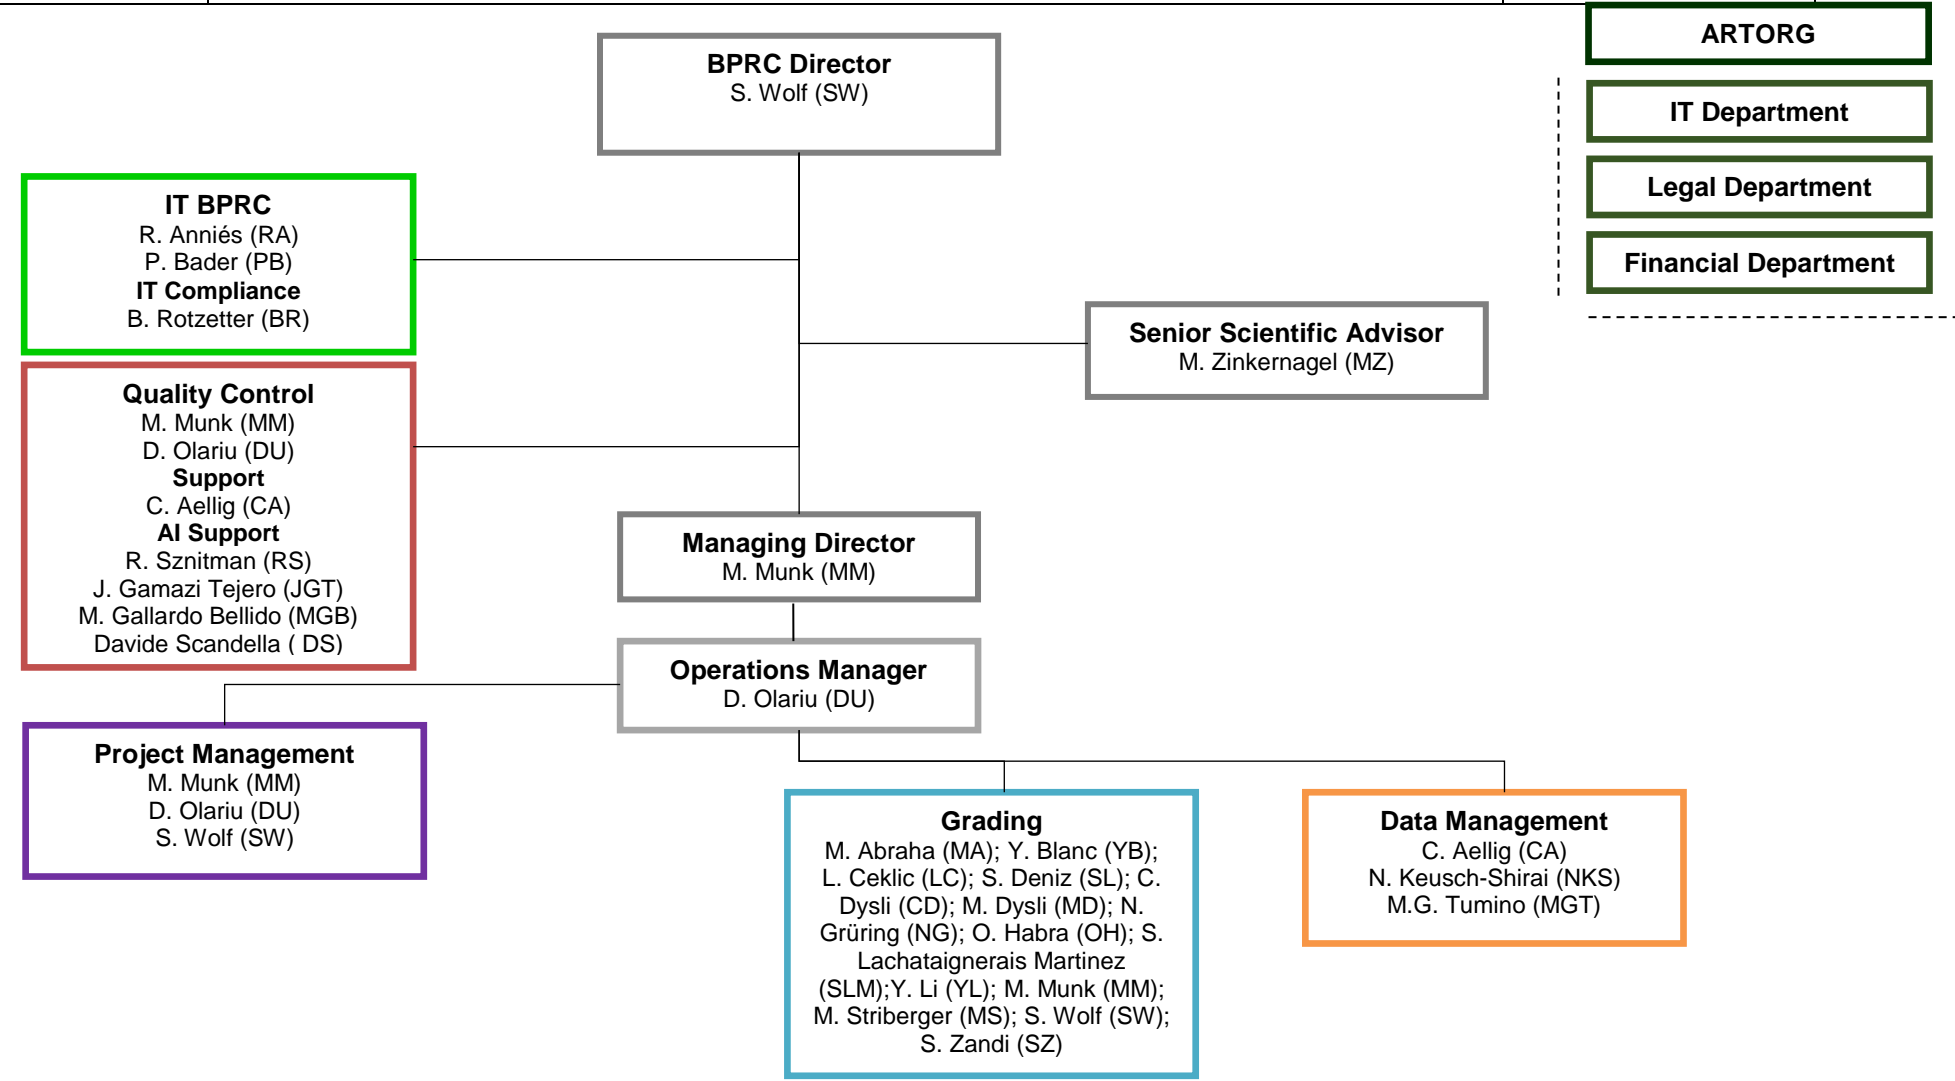 BPRC Director
S. Wolf (SW)
ARTORG
IT Department
Legal Department
Financial Department
IT BPRC
R. Anniés (RA)
P. Bader (PB)
IT Compliance
B. Rotzetter (BR)
Senior Scientific Advisor
M. Zinkernagel (MZ)
Quality Control
M. Munk (MM)
D. Olariu (DU)
Support
C. Aellig (CA)
AI Support
R. Sznitman (RS)
J. Gamazi Tejero (JGT)
M. Gallardo Bellido (MGB)
Davide Scandella ( DS)
Managing Director
M. Munk (MM)
Operations Manager
D. Olariu (DU)
Project Management
M. Munk (MM)
D. Olariu (DU)
S. Wolf (SW)
Grading
M. Abraha (MA); Y. Blanc (YB);
L. Ceklic (LC); S. Deniz (SL); C.
Dysli (CD); M. Dysli (MD); N.
Grüring (NG); O. Habra (OH); S.
Lachataignerais Martinez
(SLM);Y. Li (YL); M. Munk (MM);
M. Striberger (MS); S. Wolf (SW);
S. Zandi (SZ)
Data Management
C. Aellig (CA)
N. Keusch-Shirai (NKS)
M.G. Tumino (MGT)